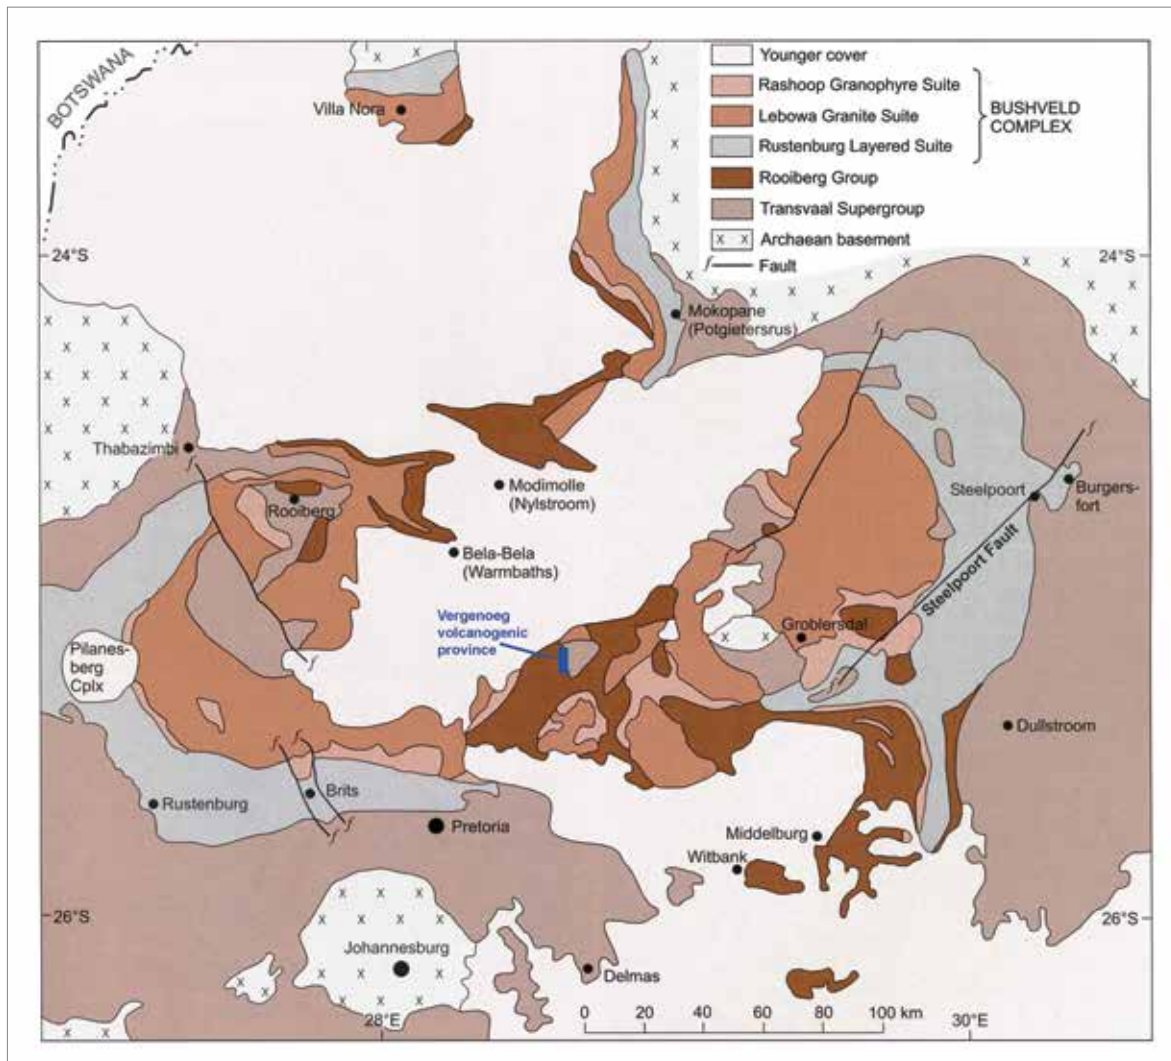 BOTSWANA
Villa Nora
Younger cover
Rashoop Granophyre Suite
Lebowa Granite Suite
Rustenburg Layered Suite
BUSHVELD
COMPLEX
Rooiberg Group
Transvaal Supergroup
x x Archaean basement
f Fault
24°S
24°S
Mokopane
(Potgietersrus)
Thabazimbi
Rooiberg
Modimolle
(Nylstroom)
Steelpoort
Burgers-
fort
Bela-Bela
(Warmbaths)
Steelpoort Fault
Vergenoeg
volcanogenic
province
Groblersdal
Pilanes-
berg
Cplx
Dullstroom
Rustenburg
Brits
Pretoria
Middelburg
Witbank
26°S
26°S
Johannesburg
Delmas
28°E
0 20 40 60 80 100 km
30°E